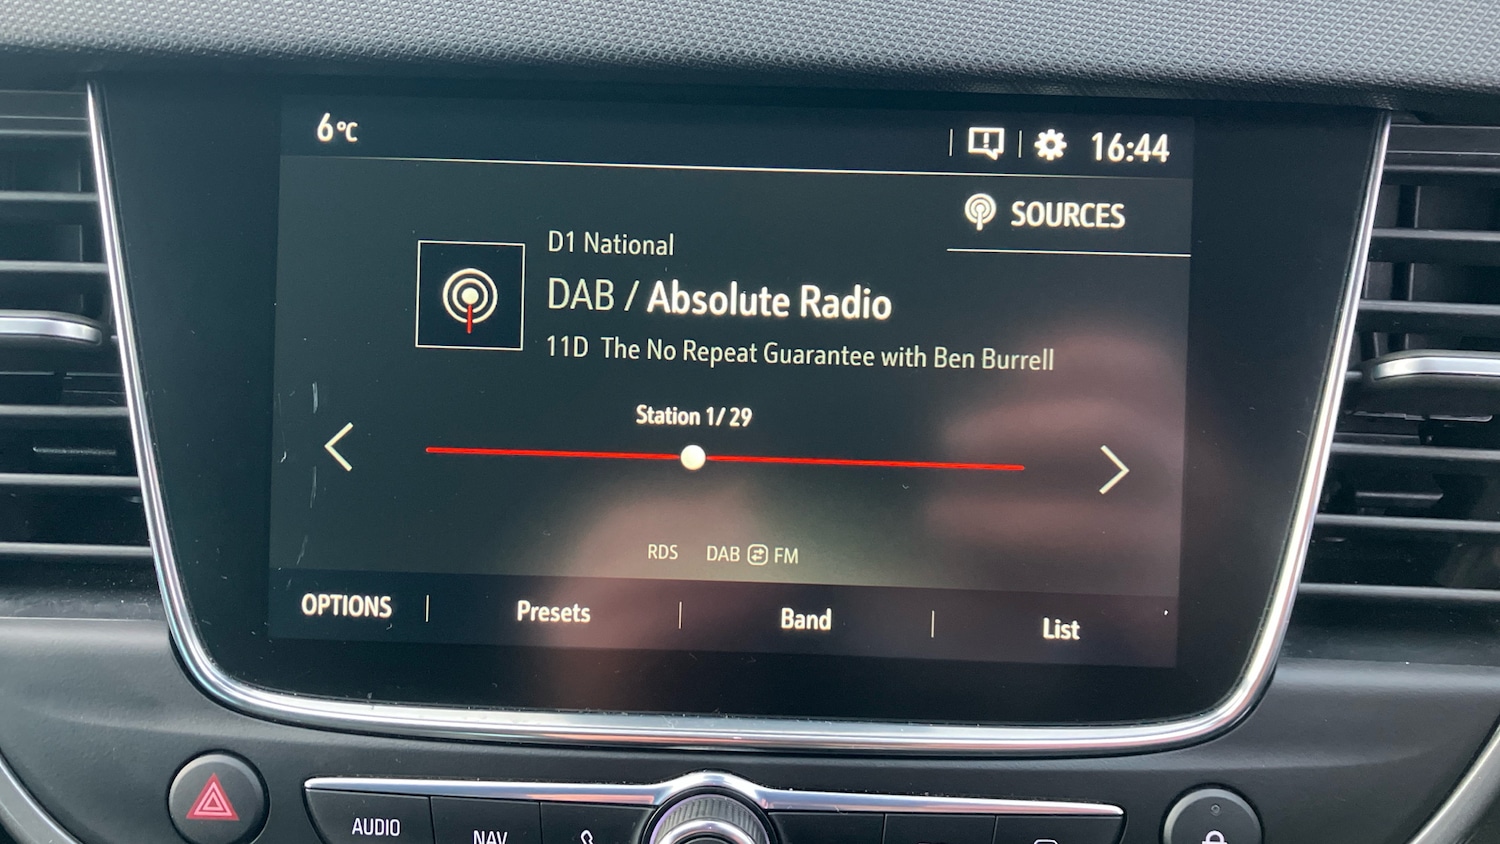 6°C
16:44
SOURCES
D1 National
DAB / Absolute Radio
11D The No Repeat Guarantee with Ben Burrell
Station 1/29
RDS DAB FM
OPTIONS Presets Band List
AUDIO NAV